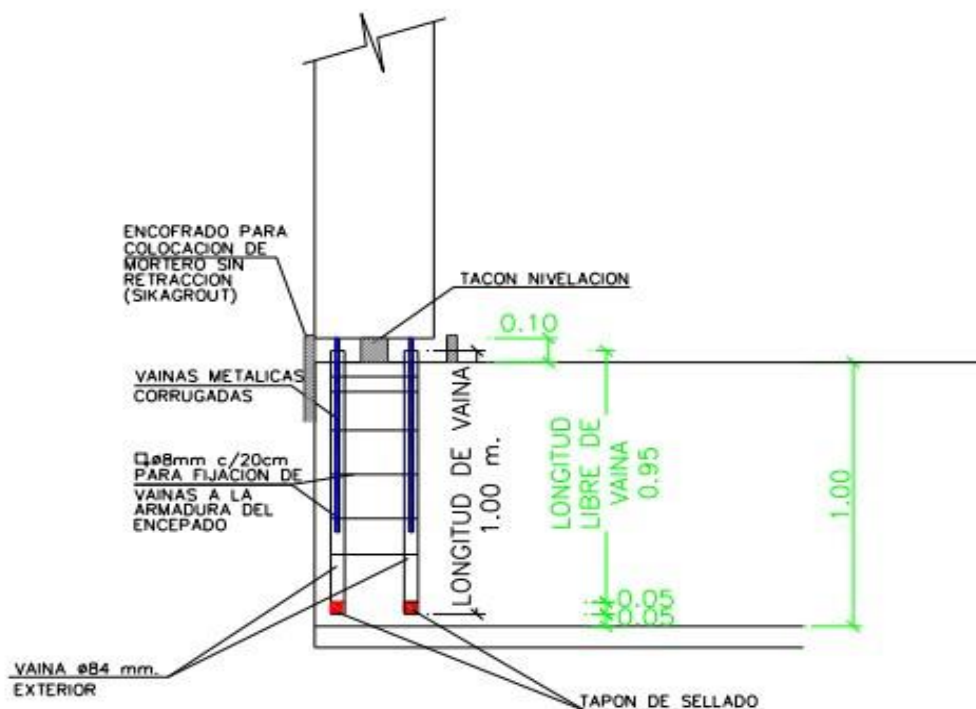 ENCOFRADO PARA
COLOCACION DE
MORTERO SIN
RETRACCION
(SIKAGROUT)
TACON NIVELACION
0.10
VAINAS METALICAS
CORRUGADAS
ø8mm c/20cm
PARA FIJACION DE
VAINAS A LA
ARMADURA DEL
ENCEPADO
LONGITUD DE VAINA
1.00 m.
LONGITUD
LIBRE DE
VAINA
0.95
1.00
0.05
0.05
VAINA ø84 mm.
EXTERIOR
TAPON DE SELLADO